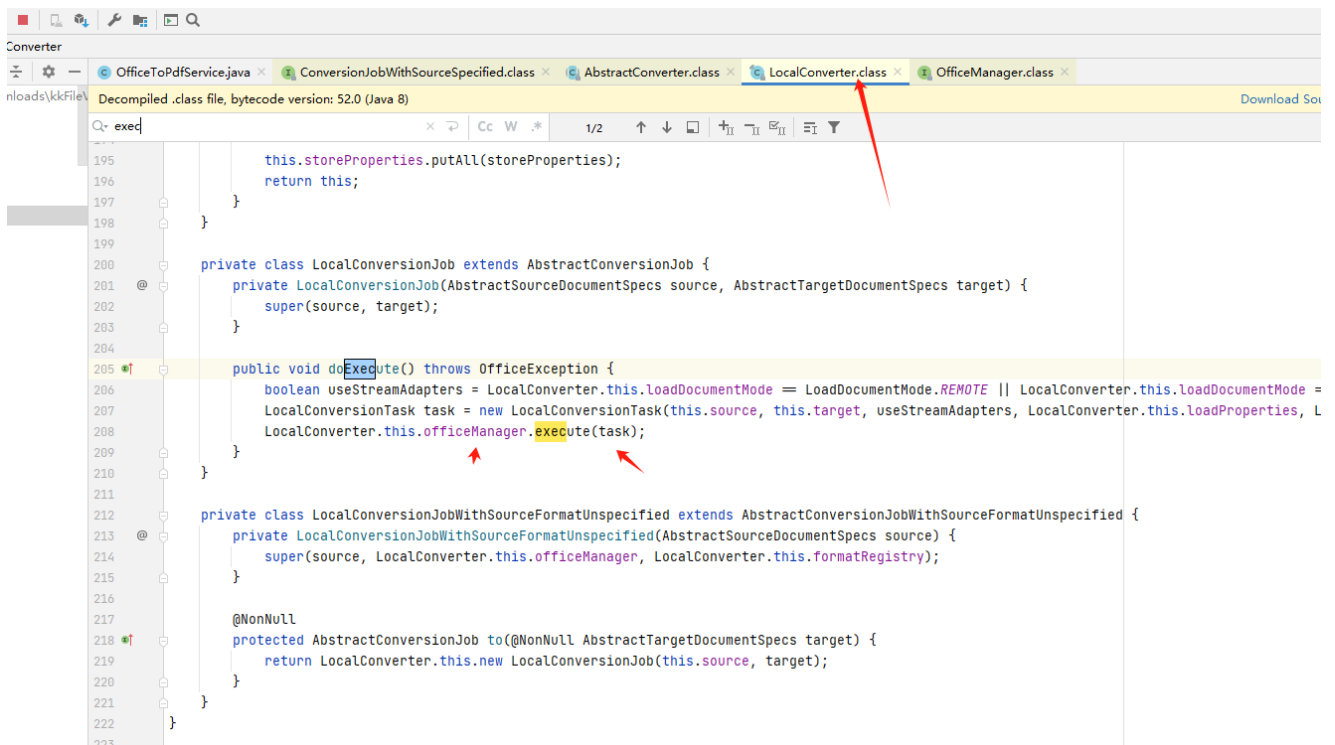 Converter
OfficeToPdfService.java × ConversionJobWithSourceSpecified.class × AbstractConverter.class × LocalConverter.class × OfficeManager.class ×
nloads\kkFile\
Decompiled .class file, bytecode version: 52.0 (Java 8) Download Sou
exec × Cc W .* 1/2
195 this.storeProperties.putAll(storeProperties);
196 return this;
197 }
198 }
199
200 private class LocalConversionJob extends AbstractConversionJob {
201 @ private LocalConversionJob(AbstractSourceDocumentSpecs source, AbstractTargetDocumentSpecs target) {
202 super(source, target);
203 }
204
205 public void doExecute() throws OfficeException {
206 boolean useStreamAdapters = LocalConverter.this.loadDocumentMode == LoadDocumentMode.REMOTE || LocalConverter.this.loadDocumentMode =
207 LocalConversionTask task = new LocalConversionTask(this.source, this.target, useStreamAdapters, LocalConverter.this.loadProperties, L
208 LocalConverter.this.officeManager.execute(task);
209 }
210 }
211
212 private class LocalConversionJobWithSourceFormatUnspecified extends AbstractConversionJobWithSourceFormatUnspecified {
213 @ private LocalConversionJobWithSourceFormatUnspecified(AbstractSourceDocumentSpecs source) {
214 super(source, LocalConverter.this.officeManager, LocalConverter.this.formatRegistry);
215 }
216
217 @NonNull
218 protected AbstractConversionJob to(@NonNull AbstractTargetDocumentSpecs target) {
219 return LocalConverter.this.new LocalConversionJob(this.source, target);
220 }
221 }
222 }
223